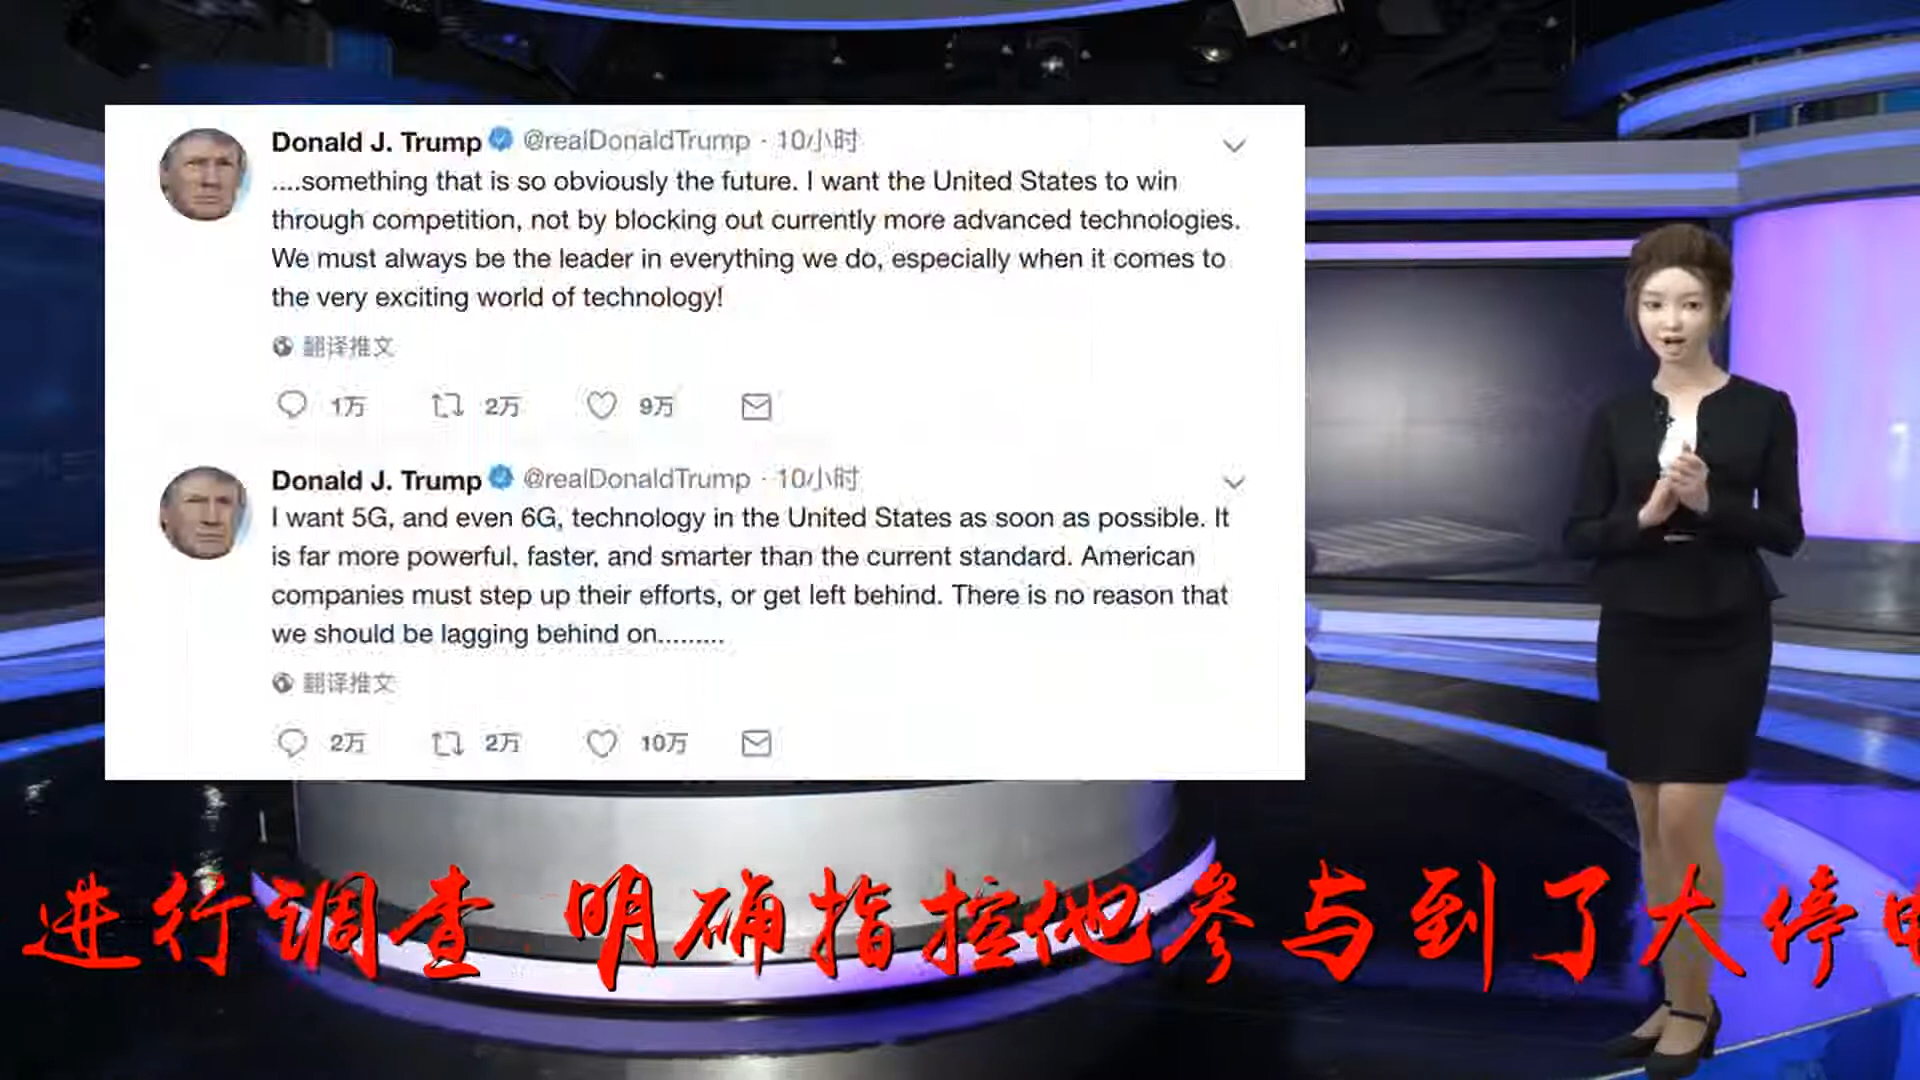 Donald J. Trump @realDonaldTrump · 10小时
....something that is so obviously the future. I want the United States to win
through competition, not by blocking out currently more advanced technologies.
We must always be the leader in everything we do, especially when it comes to
the very exciting world of technology!
翻译推文
1万 2万 9万
Donald J. Trump @realDonaldTrump · 10小时
I want 5G, and even 6G, technology in the United States as soon as possible. It
is far more powerful, faster, and smarter than the current standard. American
companies must step up their efforts, or get left behind. There is no reason that
we should be lagging behind on.........
翻译推文
2万 2万 10万
进行调查 明确指控他参与到了大停电